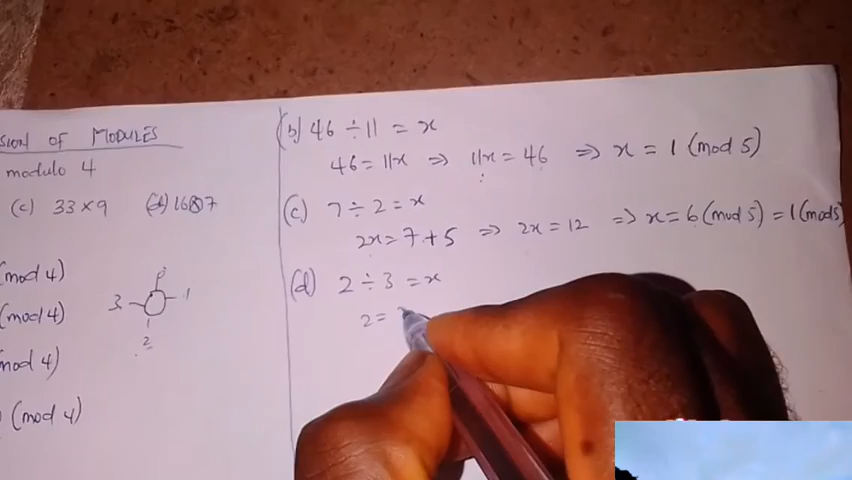 SION OF MODULES
modulo 4
(c) 33 × 9 (d) 16 8 7
(mod 4)
(mod 4)
mod 4)
) (mod 4)
0
3 1
2
(b) 46 ÷ 11 = x
46 = 11x ⇒ 11x = 46 ⇒ x = 1 (mod 5)
(c) 7 ÷ 2 = x
2x = 7 + 5 ⇒ 2x = 12 ⇒ x = 6 (mod 5) = 1 (mod 5
(d) 2 ÷ 3 = x
2 =